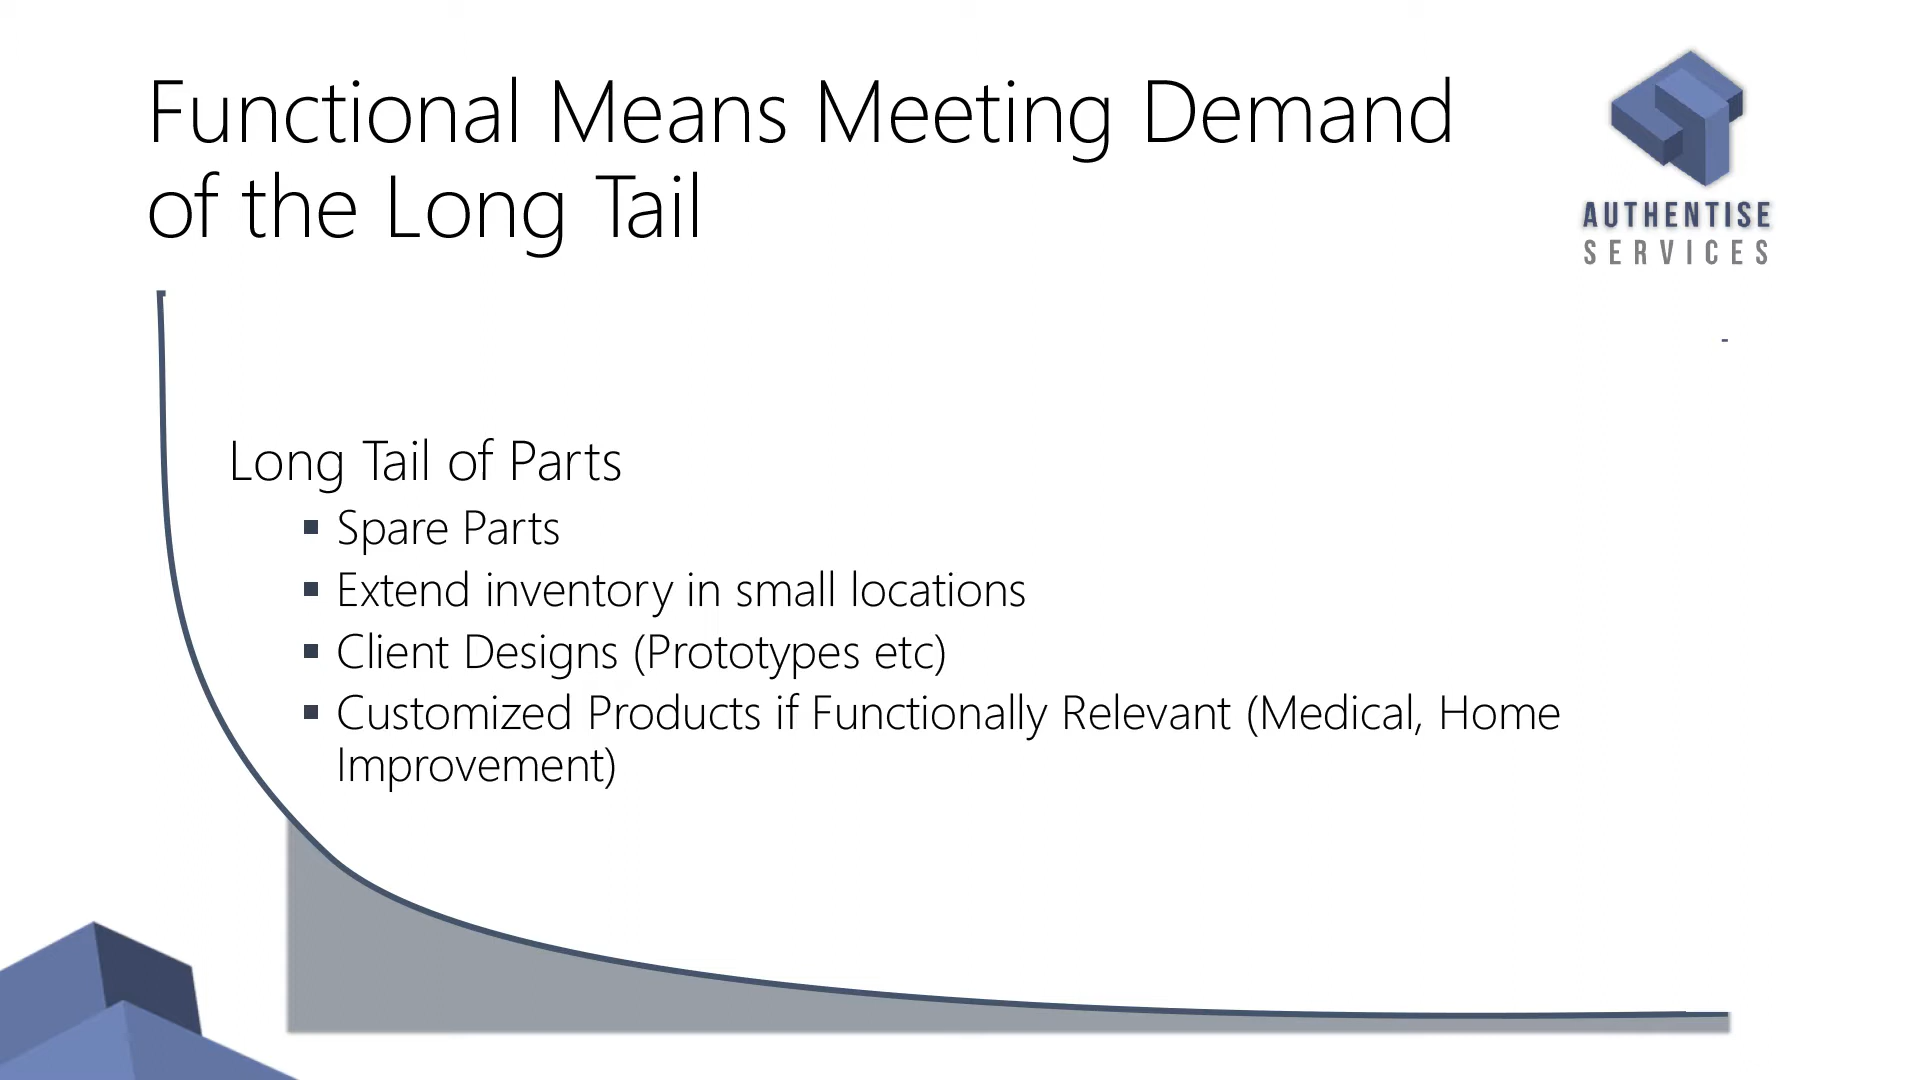 Functional Means Meeting Demand
of the Long Tail
AUTHENTISE
SERVICES
-
Long Tail of Parts
▪ Spare Parts
▪ Extend inventory in small locations
▪ Client Designs (Prototypes etc)
▪ Customized Products if Functionally Relevant (Medical, Home
Improvement)